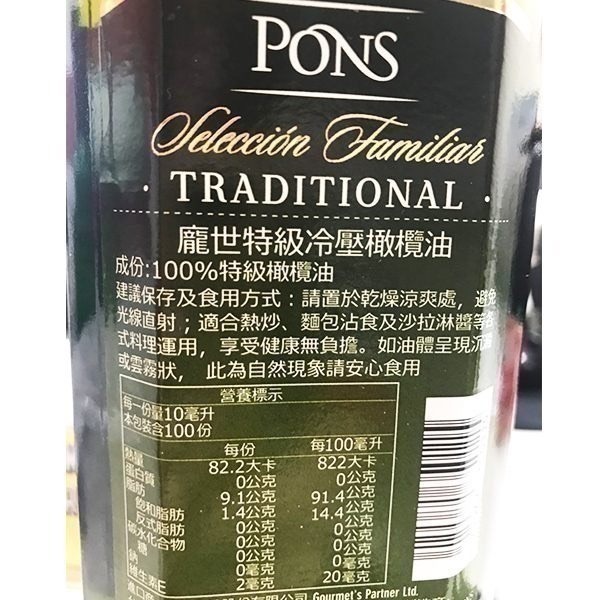 PONS
Selección Familiar
· TRADITIONAL ·
龐世特級冷壓橄欖油
成份:100%特級橄欖油
建議保存及食用方式：請置於乾燥涼爽處，避免
光線直射；適合熱炒、麵包沾食及沙拉淋醬等各
式料理運用，享受健康無負擔。如油體呈現沉澱
或雲霧狀， 此為自然現象請安心食用
營養標示
每一份量10毫升
本包裝含100份
每份 每100毫升
熱量 82.2大卡 822大卡
蛋白質 0公克 0公克
脂肪 9.1公克 91.4公克
飽和脂肪 1.4公克 14.4公克
反式脂肪 0公克 0公克
碳水化合物 0公克 0公克
糖 0公克 0公克
鈉 0毫克 0毫克
維生素E 2毫克 20毫克
份有限公司 Gourmet's Partner Ltd.